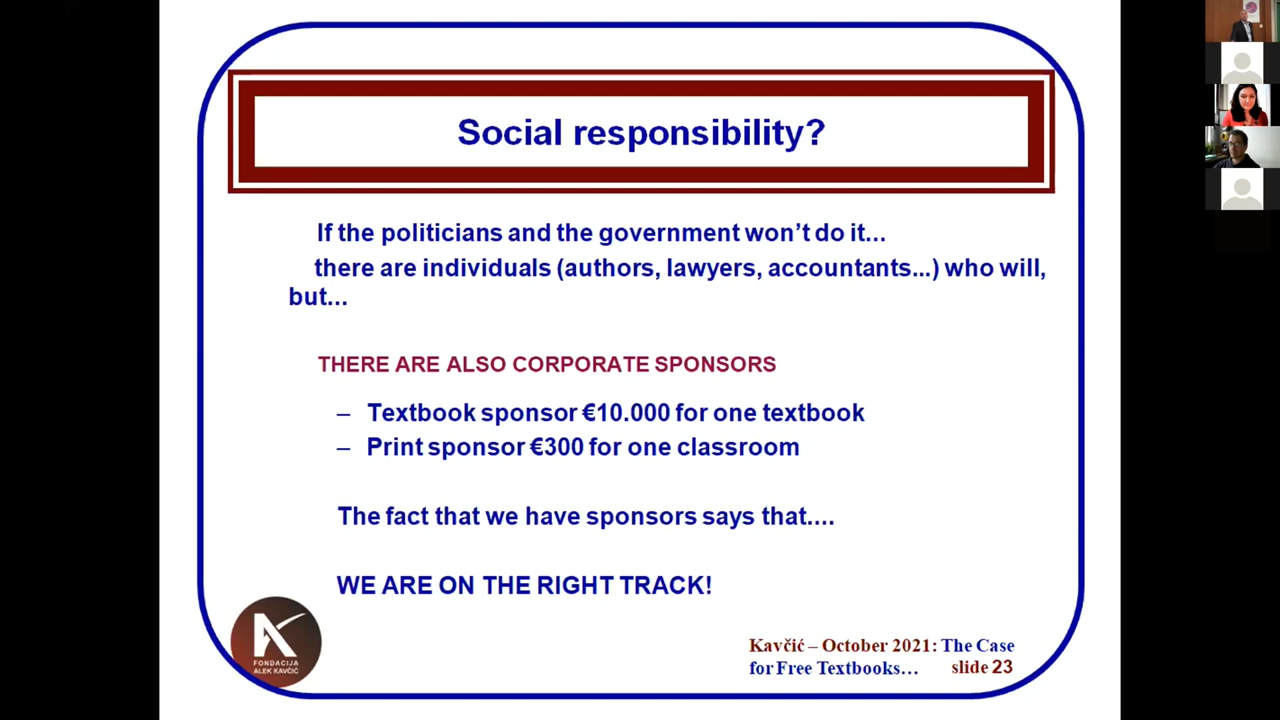 Social responsibility?
If the politicians and the government won’t do it...
there are individuals (authors, lawyers, accountants...) who will,
but...
THERE ARE ALSO CORPORATE SPONSORS
– Textbook sponsor €10.000 for one textbook
– Print sponsor €300 for one classroom
The fact that we have sponsors says that....
WE ARE ON THE RIGHT TRACK!
FONDACIJA
ALEK KAVČIĆ
Kavčić – October 2021: The Case
for Free Textbooks… slide 23